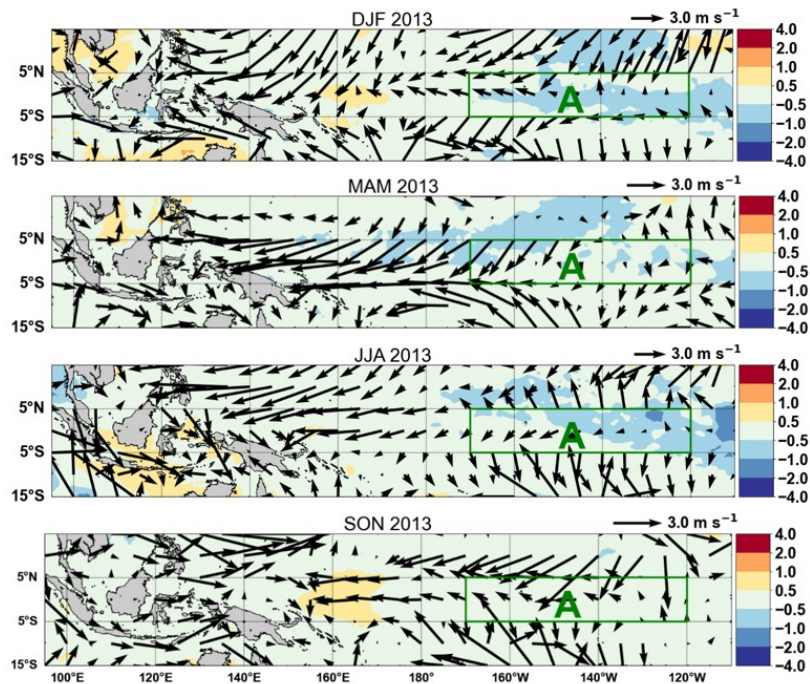 DJF 2013
3.0 m s⁻¹
5°N
5°S
15°S
A
4.0
2.0
1.0
0.5
−0.5
−1.0
−2.0
−4.0
MAM 2013
3.0 m s⁻¹
5°N
5°S
15°S
A
4.0
2.0
1.0
0.5
−0.5
−1.0
−2.0
−4.0
JJA 2013
3.0 m s⁻¹
5°N
5°S
15°S
A
4.0
2.0
1.0
0.5
−0.5
−1.0
−2.0
−4.0
SON 2013
3.0 m s⁻¹
5°N
5°S
15°S
A
4.0
2.0
1.0
0.5
−0.5
−1.0
−2.0
−4.0
100°E 120°E 140°E 160°E 180° 160°W 140°W 120°W